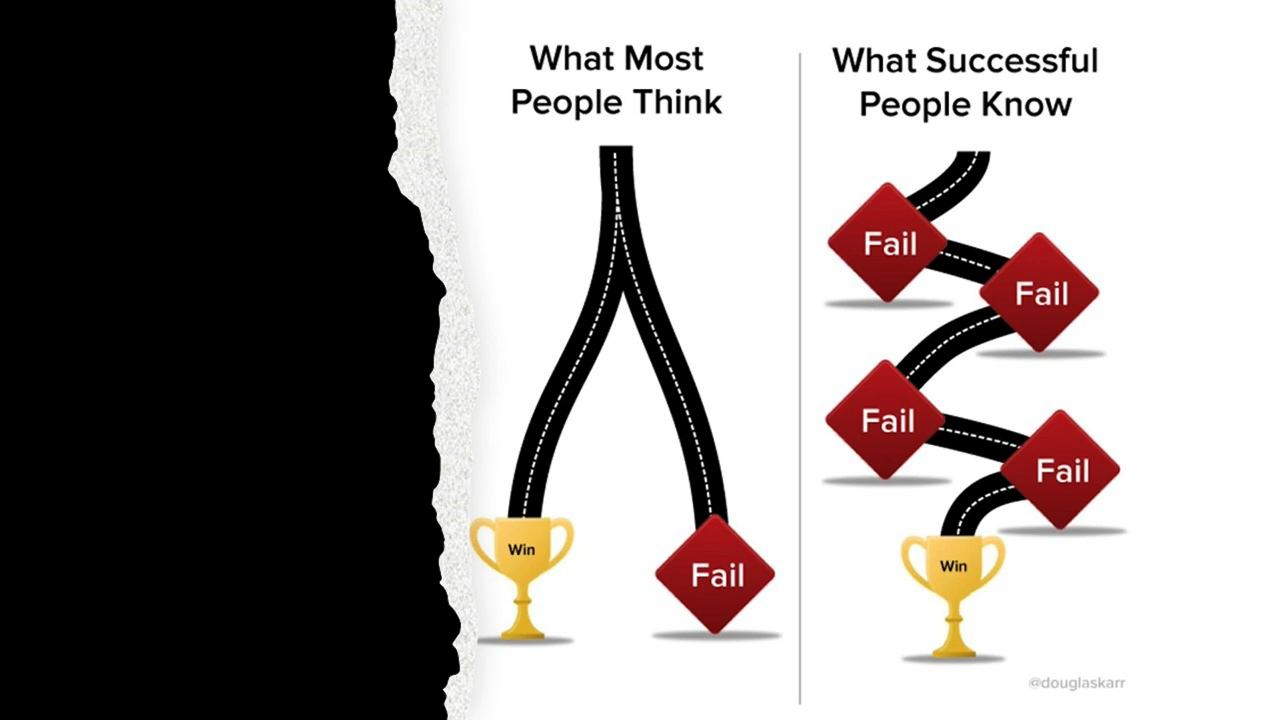 What Most
People Think
Win
Fail
What Successful
People Know
Fail
Fail
Fail
Fail
Win
@douglaskarr